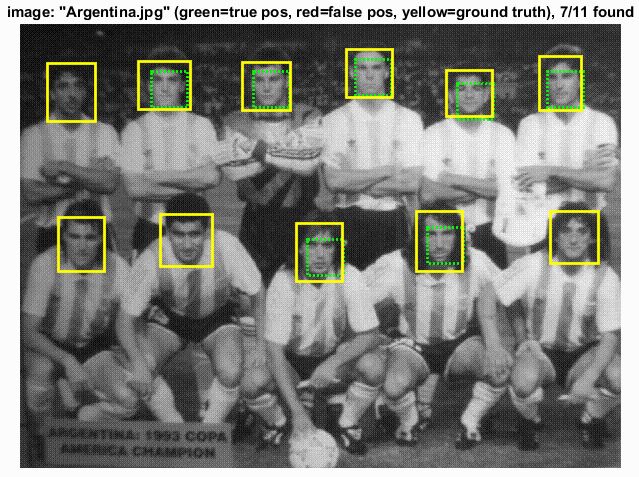 image: "Argentina.jpg" (green=true pos, red=false pos, yellow=ground truth), 7/11 found
ARGENTINA: 1993 COPA
AMERICA CHAMPION